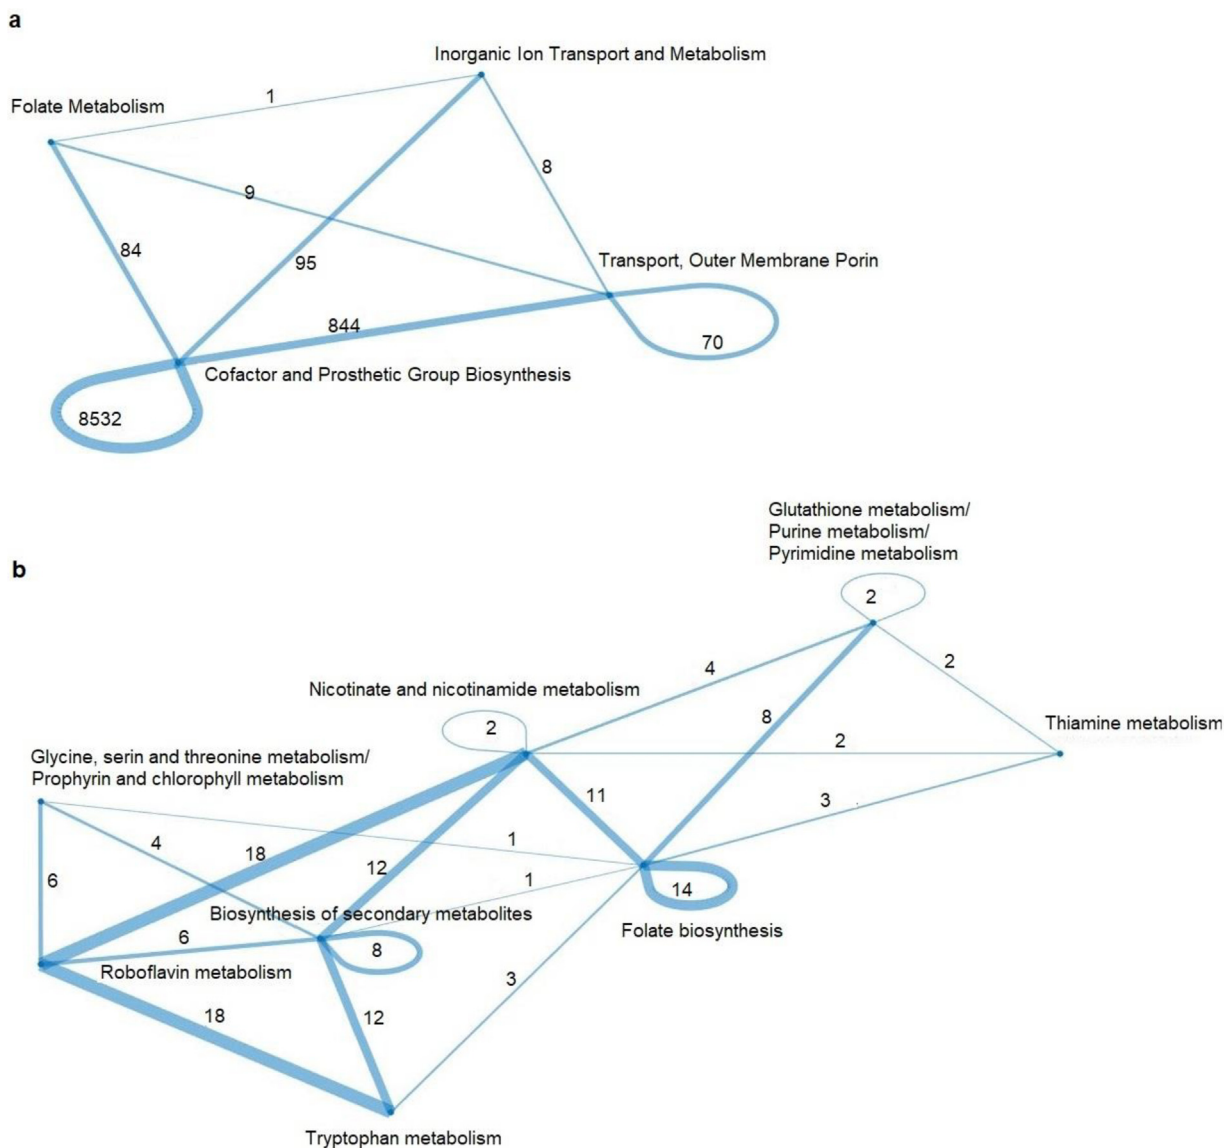 a
Inorganic Ion Transport and Metabolism
1
Folate Metabolism
8
9
84
95
Transport, Outer Membrane Porin
844
70
Cofactor and Prosthetic Group Biosynthesis
8532
Glutathione metabolism/
Purine metabolism/
Pyrimidine metabolism
b
2
2
4
Nicotinate and nicotinamide metabolism
8
Thiamine metabolism
2
2
Glycine, serin and threonine metabolism/
Prophyrin and chlorophyll metabolism
11
3
4
18
1
12
6
1
14
Biosynthesis of secondary metabolites
Folate biosynthesis
6
8
Roboflavin metabolism
3
18
12
Tryptophan metabolism